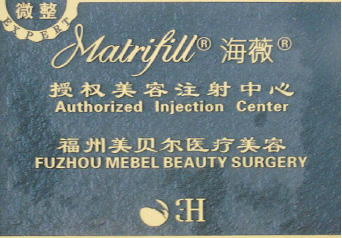 微整
EXPERT
Matrifill® 海薇®
授权美容注射中心
Authorized Injection Center
福州美贝尔医疗美容
FUZHOU MEBEL BEAUTY SURGERY
3H